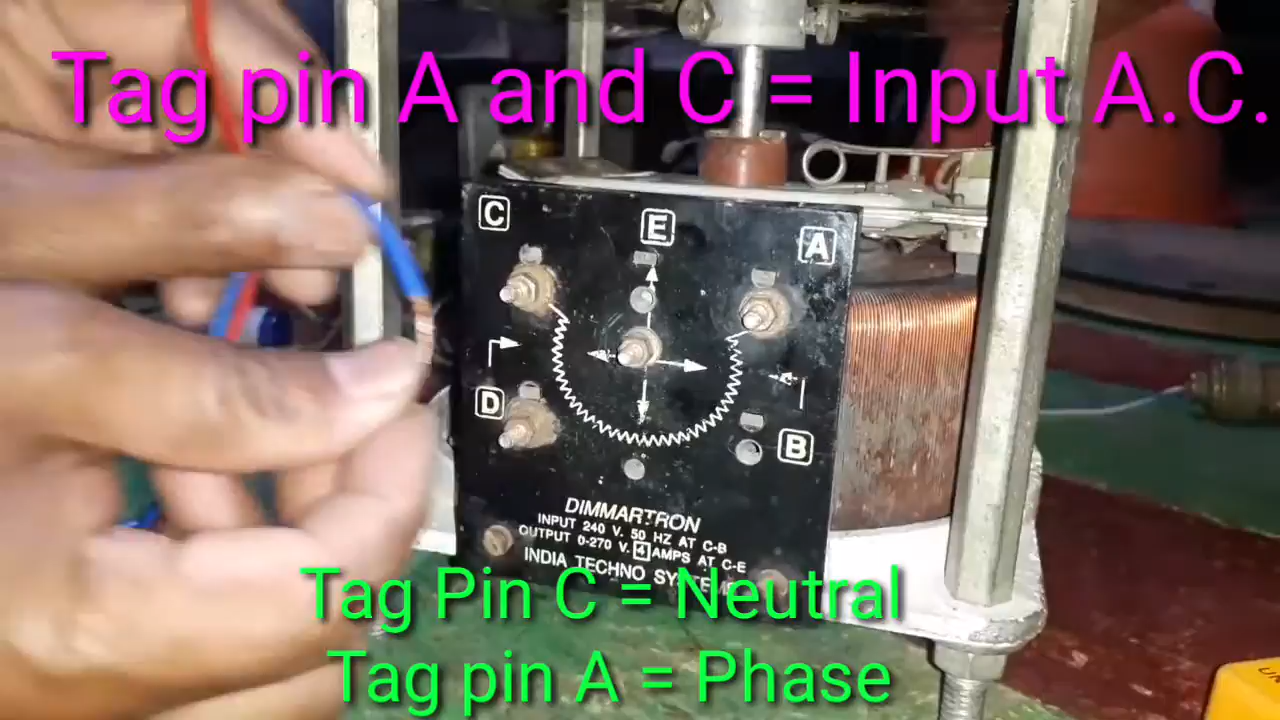 Tag pin A and C = Input A.C.
C
E
A
D
B
DIMMARTRON
INPUT 240 V. 50 HZ AT C-B
OUTPUT 0-270 V. 4 AMPS AT C-E
INDIA TECHNO
Tag Pin C = Neutral
Tag pin A = Phase